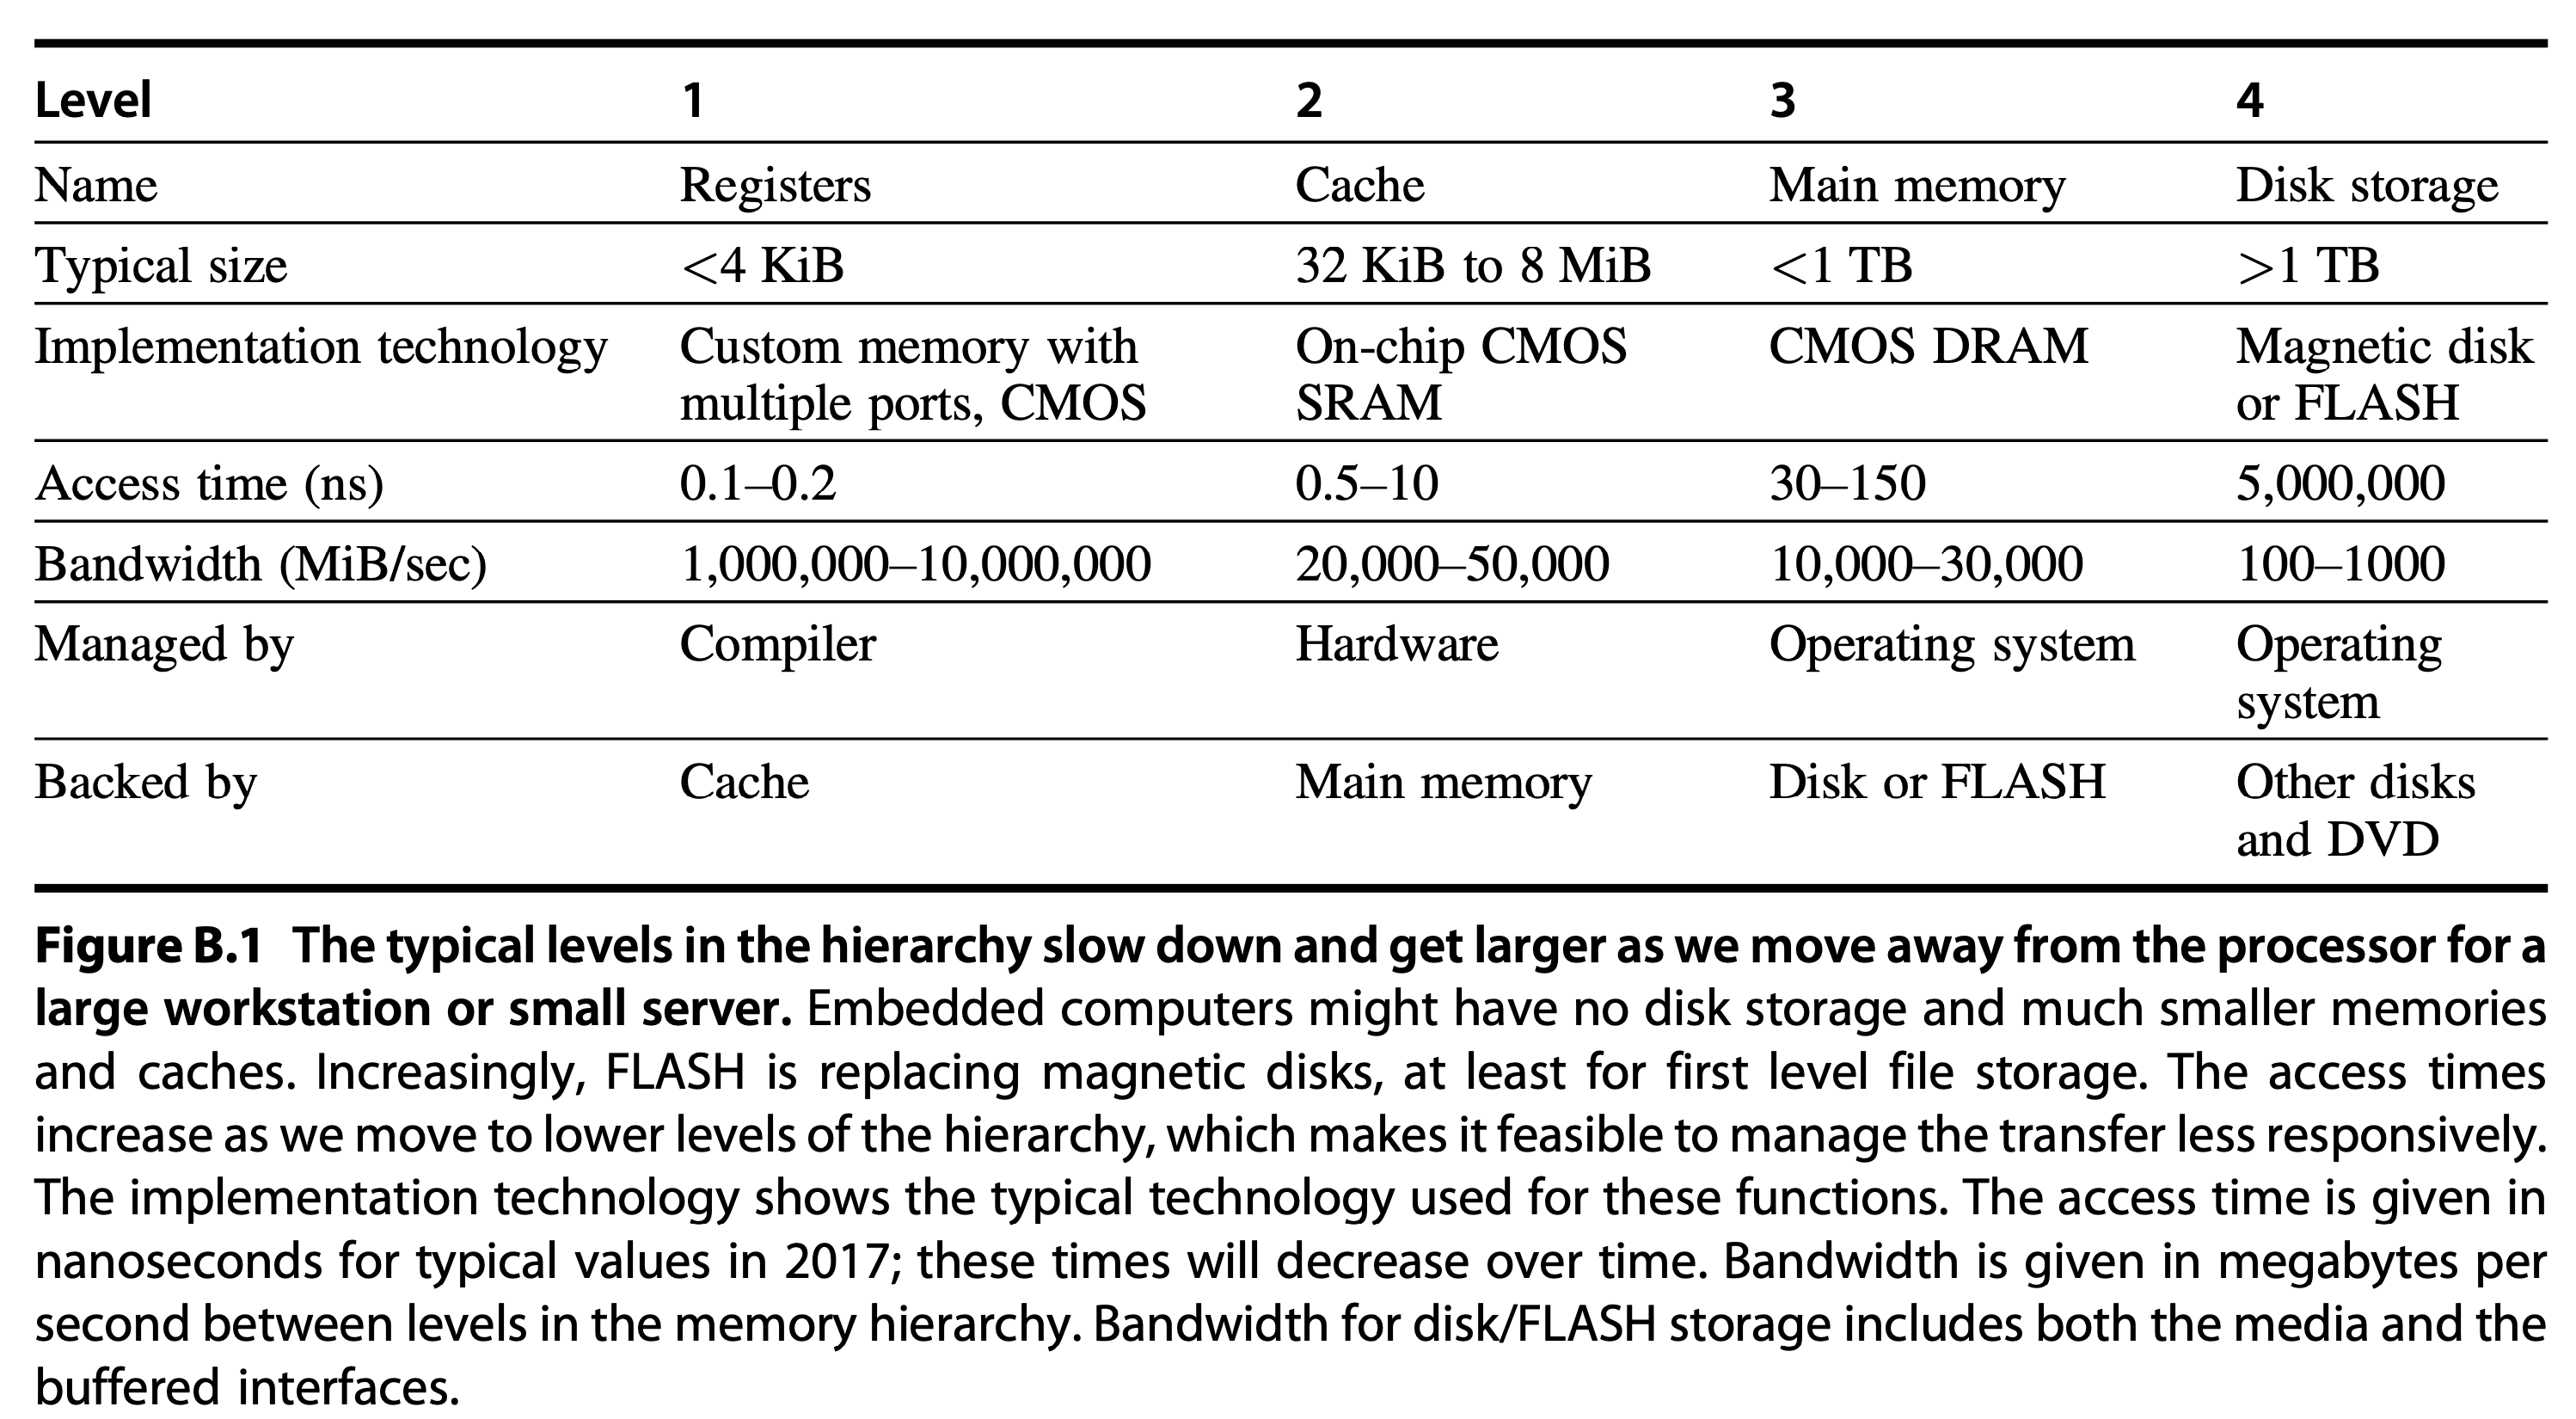 Level 1 2 3 4
Name Registers Cache Main memory Disk storage
Typical size <4 KiB 32 KiB to 8 MiB <1 TB >1 TB
Implementation technology Custom memory with On-chip CMOS CMOS DRAM Magnetic disk
multiple ports, CMOS SRAM or FLASH
Access time (ns) 0.1–0.2 0.5–10 30–150 5,000,000
Bandwidth (MiB/sec) 1,000,000–10,000,000 20,000–50,000 10,000–30,000 100–1000
Managed by Compiler Hardware Operating system Operating
system
Backed by Cache Main memory Disk or FLASH Other disks
and DVD
Figure B.1 The typical levels in the hierarchy slow down and get larger as we move away from the processor for a
large workstation or small server. Embedded computers might have no disk storage and much smaller memories
and caches. Increasingly, FLASH is replacing magnetic disks, at least for first level file storage. The access times
increase as we move to lower levels of the hierarchy, which makes it feasible to manage the transfer less responsively.
The implementation technology shows the typical technology used for these functions. The access time is given in
nanoseconds for typical values in 2017; these times will decrease over time. Bandwidth is given in megabytes per
second between levels in the memory hierarchy. Bandwidth for disk/FLASH storage includes both the media and the
buffered interfaces.